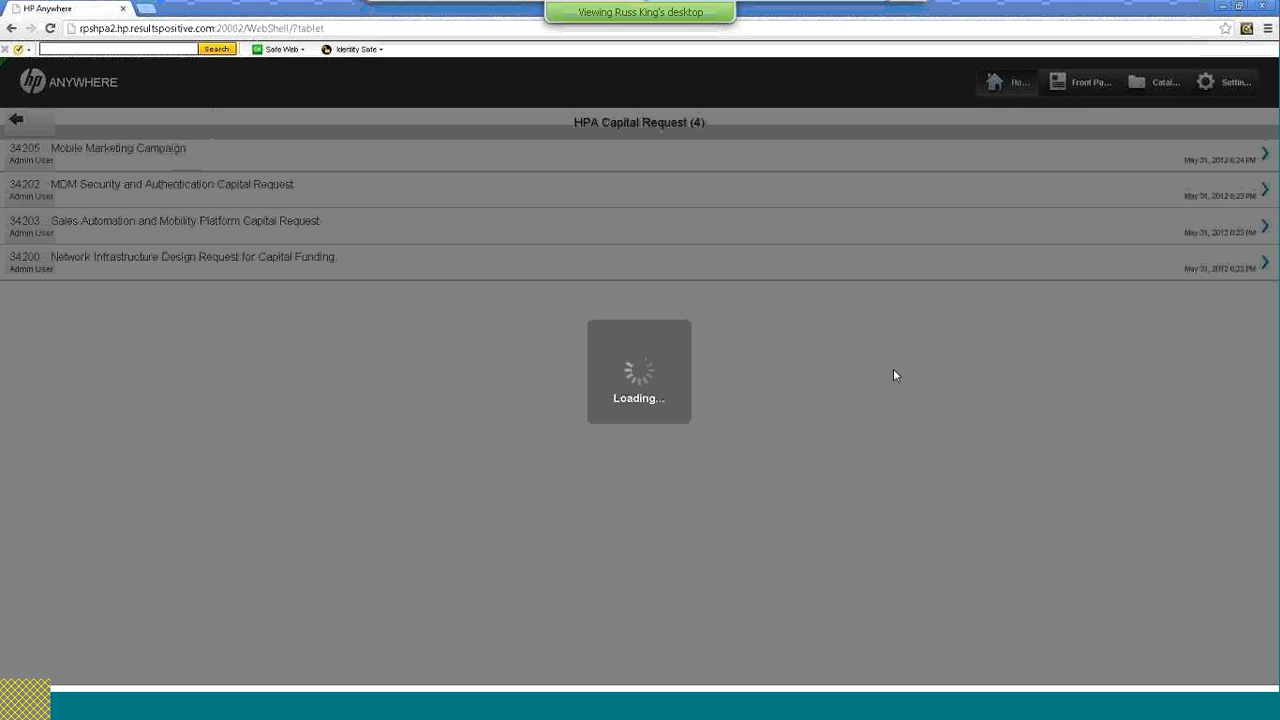 HP Anywhere
Viewing Russ King's desktop
rpshpa2.hp.resultspositive.com:20002/WebShell/?tablet
Search Safe Web Identity Safe
hp ANYWHERE Ho... Front Pa... Catal... Settin...
HPA Capital Request (4)
34205 Mobile Marketing Campaign
Admin User May 31, 2012 6:24 PM
34202 MDM Security and Authentication Capital Request
Admin User May 31, 2012 6:23 PM
34203 Sales Automation and Mobility Platform Capital Request
Admin User May 31, 2012 6:23 PM
34200 Network Infrastructure Design Request for Capital Funding
Admin User May 31, 2012 6:23 PM
Loading...